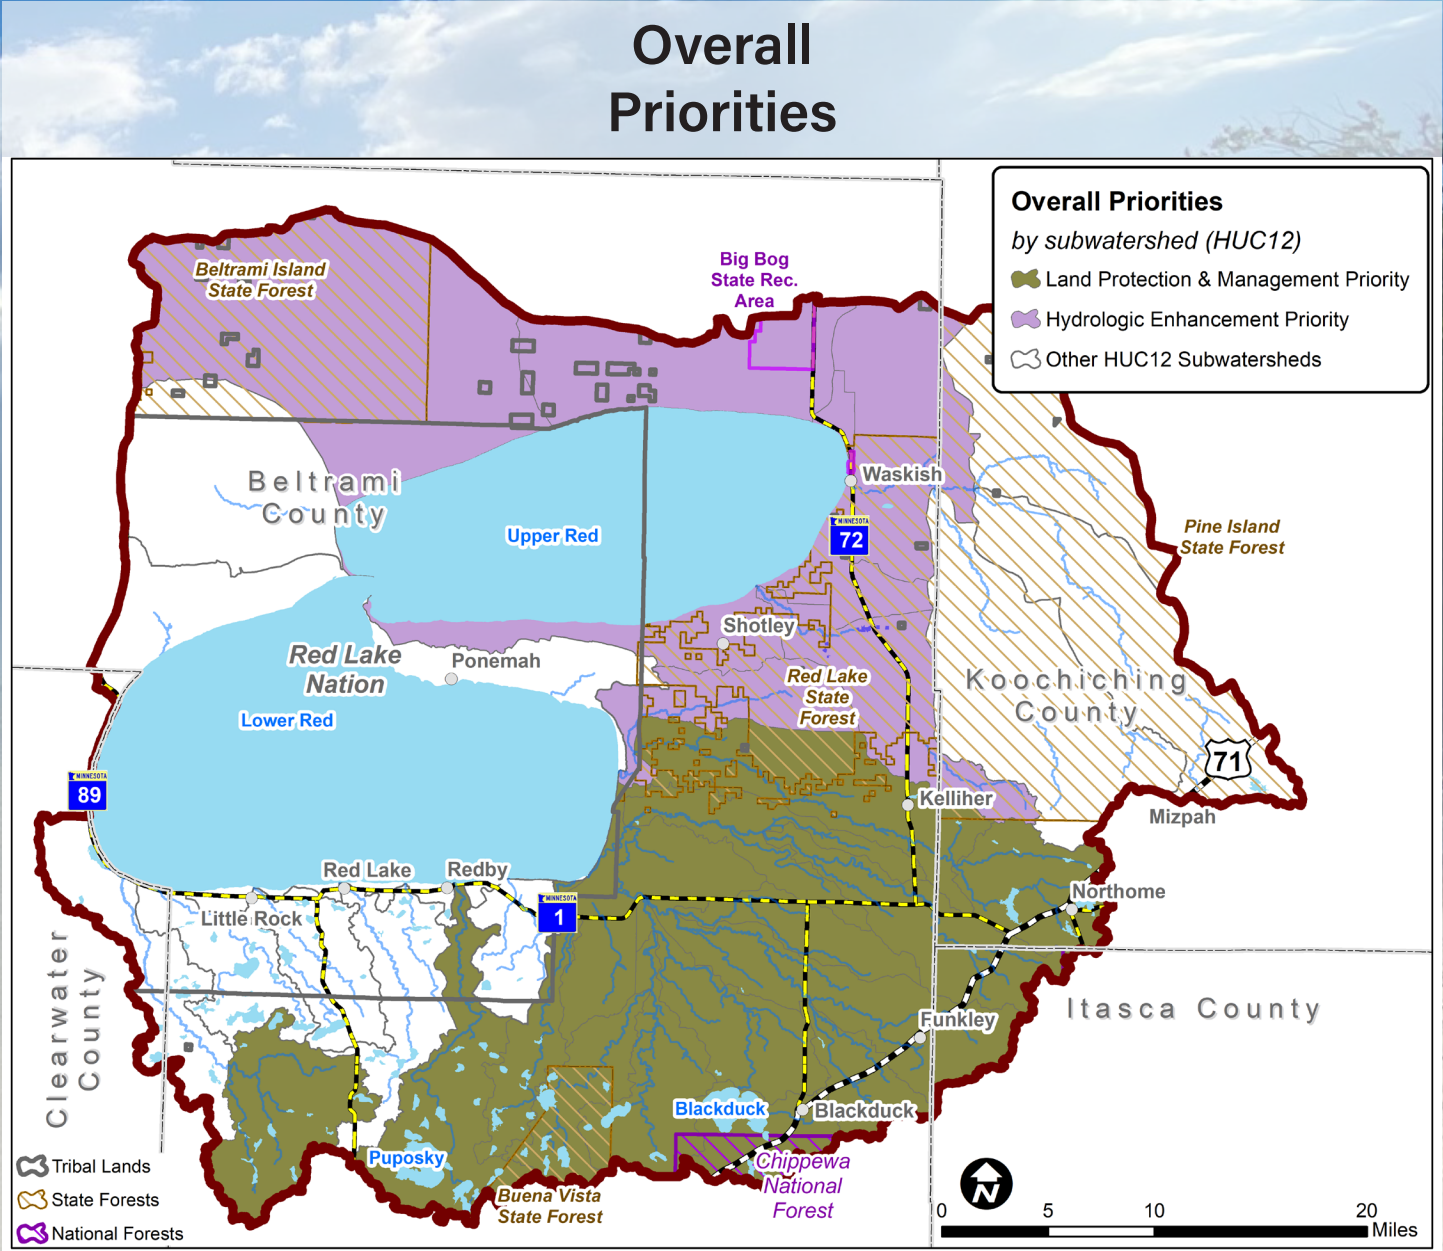 Overall
Priorities
Overall Priorities
by subwatershed (HUC12)
Land Protection & Management Priority
Hydrologic Enhancement Priority
Other HUC12 Subwatersheds
Big Bog
State Rec.
Area
Beltrami Island
State Forest
Beltrami
County
Waskish
Upper Red
MINNESOTA
72
Pine Island
State Forest
Shotley
Red Lake
Nation
Ponemah
Red Lake
State
Forest
Koochiching
County
Lower Red
71
MINNESOTA
89
Kelliher
Mizpah
Red Lake
Redby
Northome
Little Rock
MINNESOTA
1
Clearwater
County
Itasca County
Funkley
Blackduck
Blackduck
Puposky
Chippewa
National
Forest
Buena Vista
State Forest
Tribal Lands
State Forests
National Forests
N
0 5 10 20
Miles